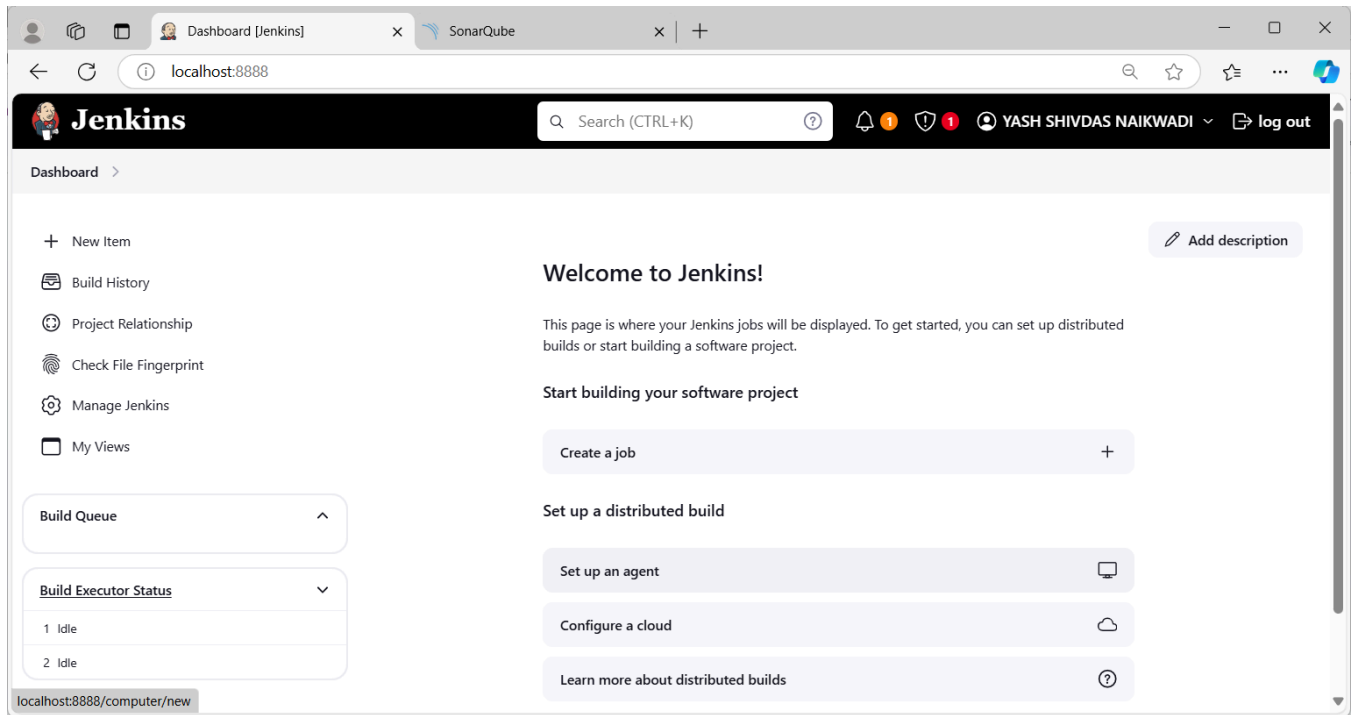 Dashboard [Jenkins]
SonarQube
localhost:8888
Jenkins
Search (CTRL+K)
1
1
YASH SHIVDAS NAIKWADI
log out
Dashboard
New Item
Build History
Project Relationship
Check File Fingerprint
Manage Jenkins
My Views
Build Queue
Build Executor Status
1 Idle
2 Idle
Add description
Welcome to Jenkins!
This page is where your Jenkins jobs will be displayed. To get started, you can set up distributed
builds or start building a software project.
Start building your software project
Create a job
Set up a distributed build
Set up an agent
Configure a cloud
Learn more about distributed builds
localhost:8888/computer/new